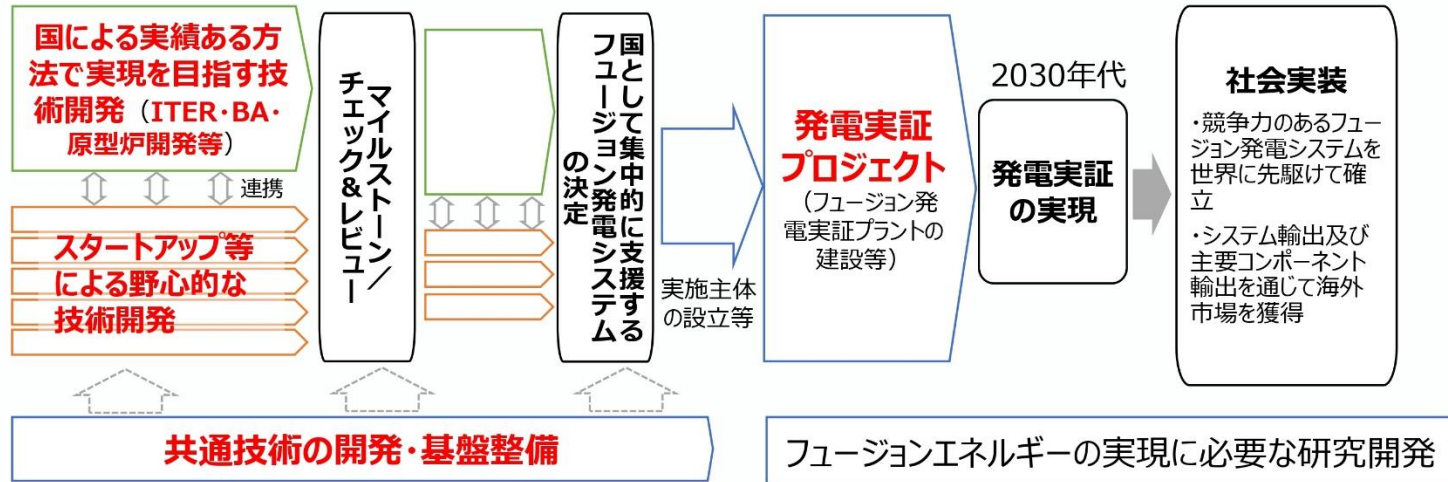 国による実績ある方
法で実現を目指す技
術開発（ITER・BA・
原型炉開発等）
連携
スタートアップ等
による野心的な
技術開発
マイルストーン／
チェック&レビュー
国として集中的に支援する
フュージョン発電システム
の決定
実施主体
の設立等
発電実証
プロジェクト
（フュージョン発
電実証プラントの
建設等）
2030年代
発電実証
の実現
社会実装
・競争力のあるフュー
ジョン発電システムを
世界に先駆けて確
立
・システム輸出及び
主要コンポーネント
輸出を通じて海外
市場を獲得
共通技術の開発・基盤整備
フュージョンエネルギーの実現に必要な研究開発